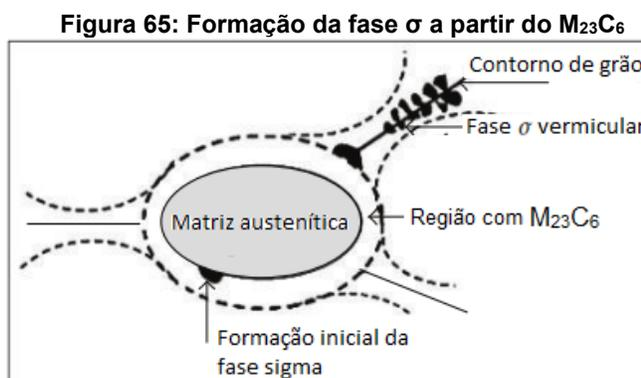 Figura 65: Formação da fase σ a partir do M₂₃C₆
Contorno de grão
Fase σ vermicular
Matriz austenítica
Região com M₂₃C₆
Formação inicial da
fase sigma